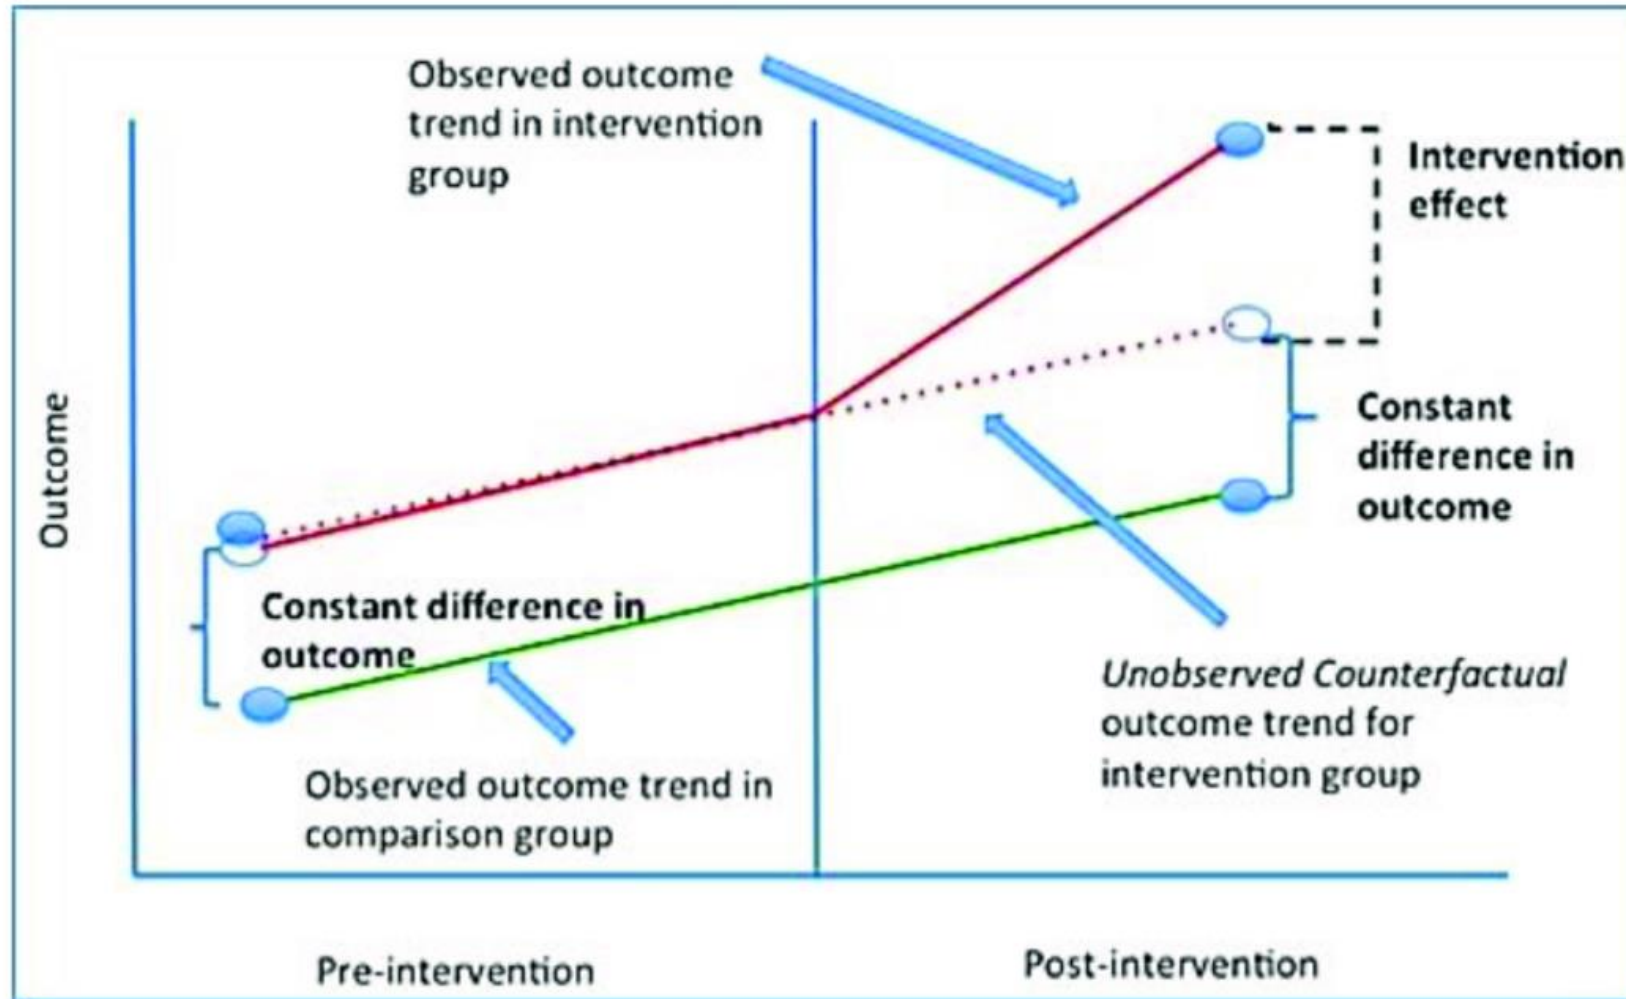 Observed outcome
trend in intervention
group
Intervention
effect
Constant
difference in
outcome
Outcome
Constant difference in
outcome
Unobserved Counterfactual
outcome trend for
intervention group
Observed outcome trend in
comparison group
Pre-intervention
Post-intervention